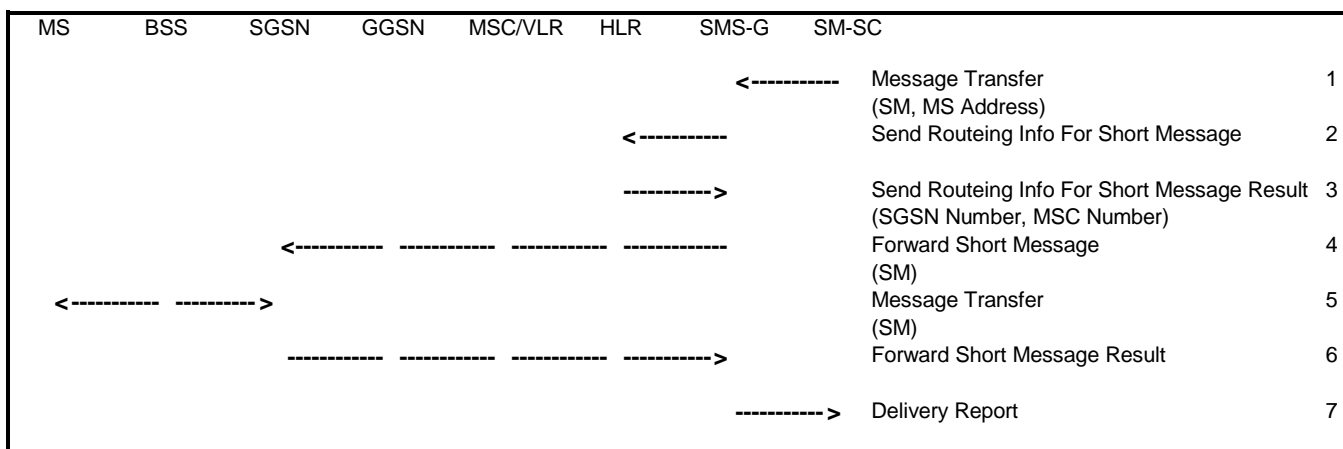 MS BSS SGSN GGSN MSC/VLR HLR SMS-G SM-SC
Message Transfer 1
(SM, MS Address)
Send Routeing Info For Short Message 2
Send Routeing Info For Short Message Result 3
(SGSN Number, MSC Number)
Forward Short Message 4
(SM)
Message Transfer 5
(SM)
Forward Short Message Result 6
Delivery Report 7